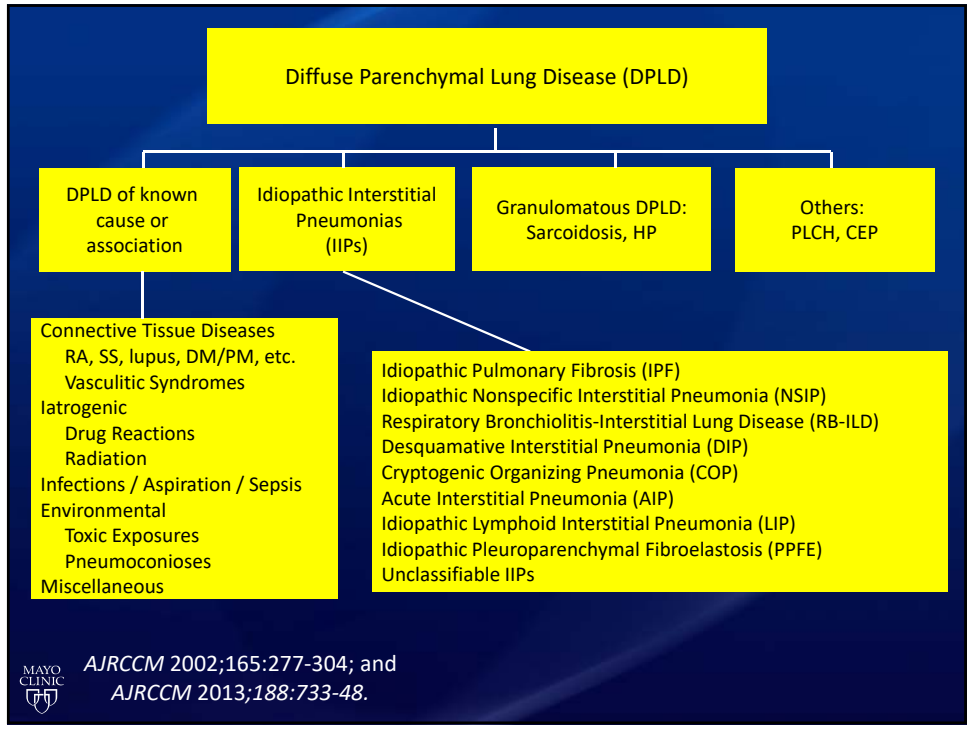 Diffuse Parenchymal Lung Disease (DPLD)
DPLD of known
cause or
association
Idiopathic Interstitial
Pneumonias
(IIPs)
Granulomatous DPLD:
Sarcoidosis, HP
Others:
PLCH, CEP
Connective Tissue Diseases
RA, SS, lupus, DM/PM, etc.
Vasculitic Syndromes
Iatrogenic
Drug Reactions
Radiation
Infections / Aspiration / Sepsis
Environmental
Toxic Exposures
Pneumoconioses
Miscellaneous
Idiopathic Pulmonary Fibrosis (IPF)
Idiopathic Nonspecific Interstitial Pneumonia (NSIP)
Respiratory Bronchiolitis-Interstitial Lung Disease (RB-ILD)
Desquamative Interstitial Pneumonia (DIP)
Cryptogenic Organizing Pneumonia (COP)
Acute Interstitial Pneumonia (AIP)
Idiopathic Lymphoid Interstitial Pneumonia (LIP)
Idiopathic Pleuroparenchymal Fibroelastosis (PPFE)
Unclassifiable IIPs
AJRCCM 2002;165:277-304; and
AJRCCM 2013;188:733-48.
MAYO
CLINIC